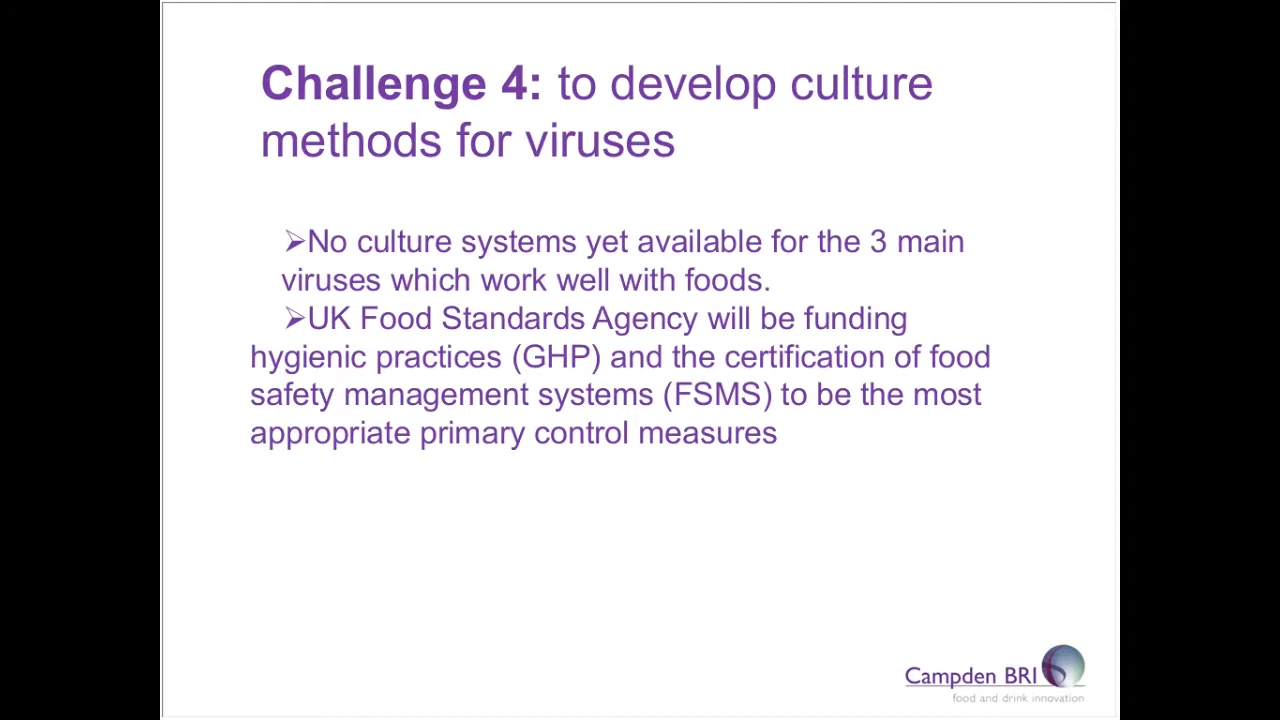 Challenge 4: to develop culture
methods for viruses
➢No culture systems yet available for the 3 main
viruses which work well with foods.
➢UK Food Standards Agency will be funding
hygienic practices (GHP) and the certification of food
safety management systems (FSMS) to be the most
appropriate primary control measures
Campden BRI
food and drink innovation